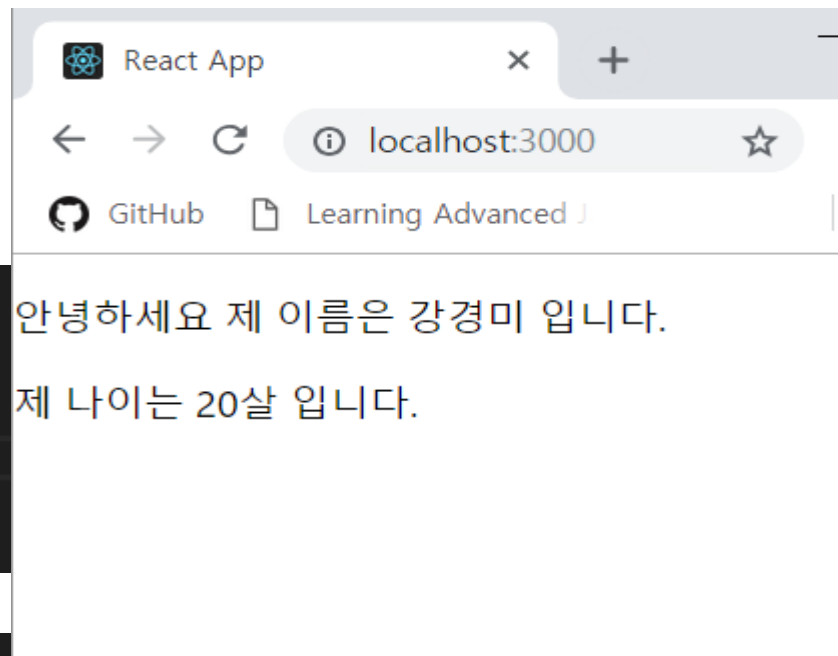 React App
localhost:3000
GitHub Learning Advanced J
안녕하세요 제 이름은 강경미 입니다.
제 나이는 20살 입니다.